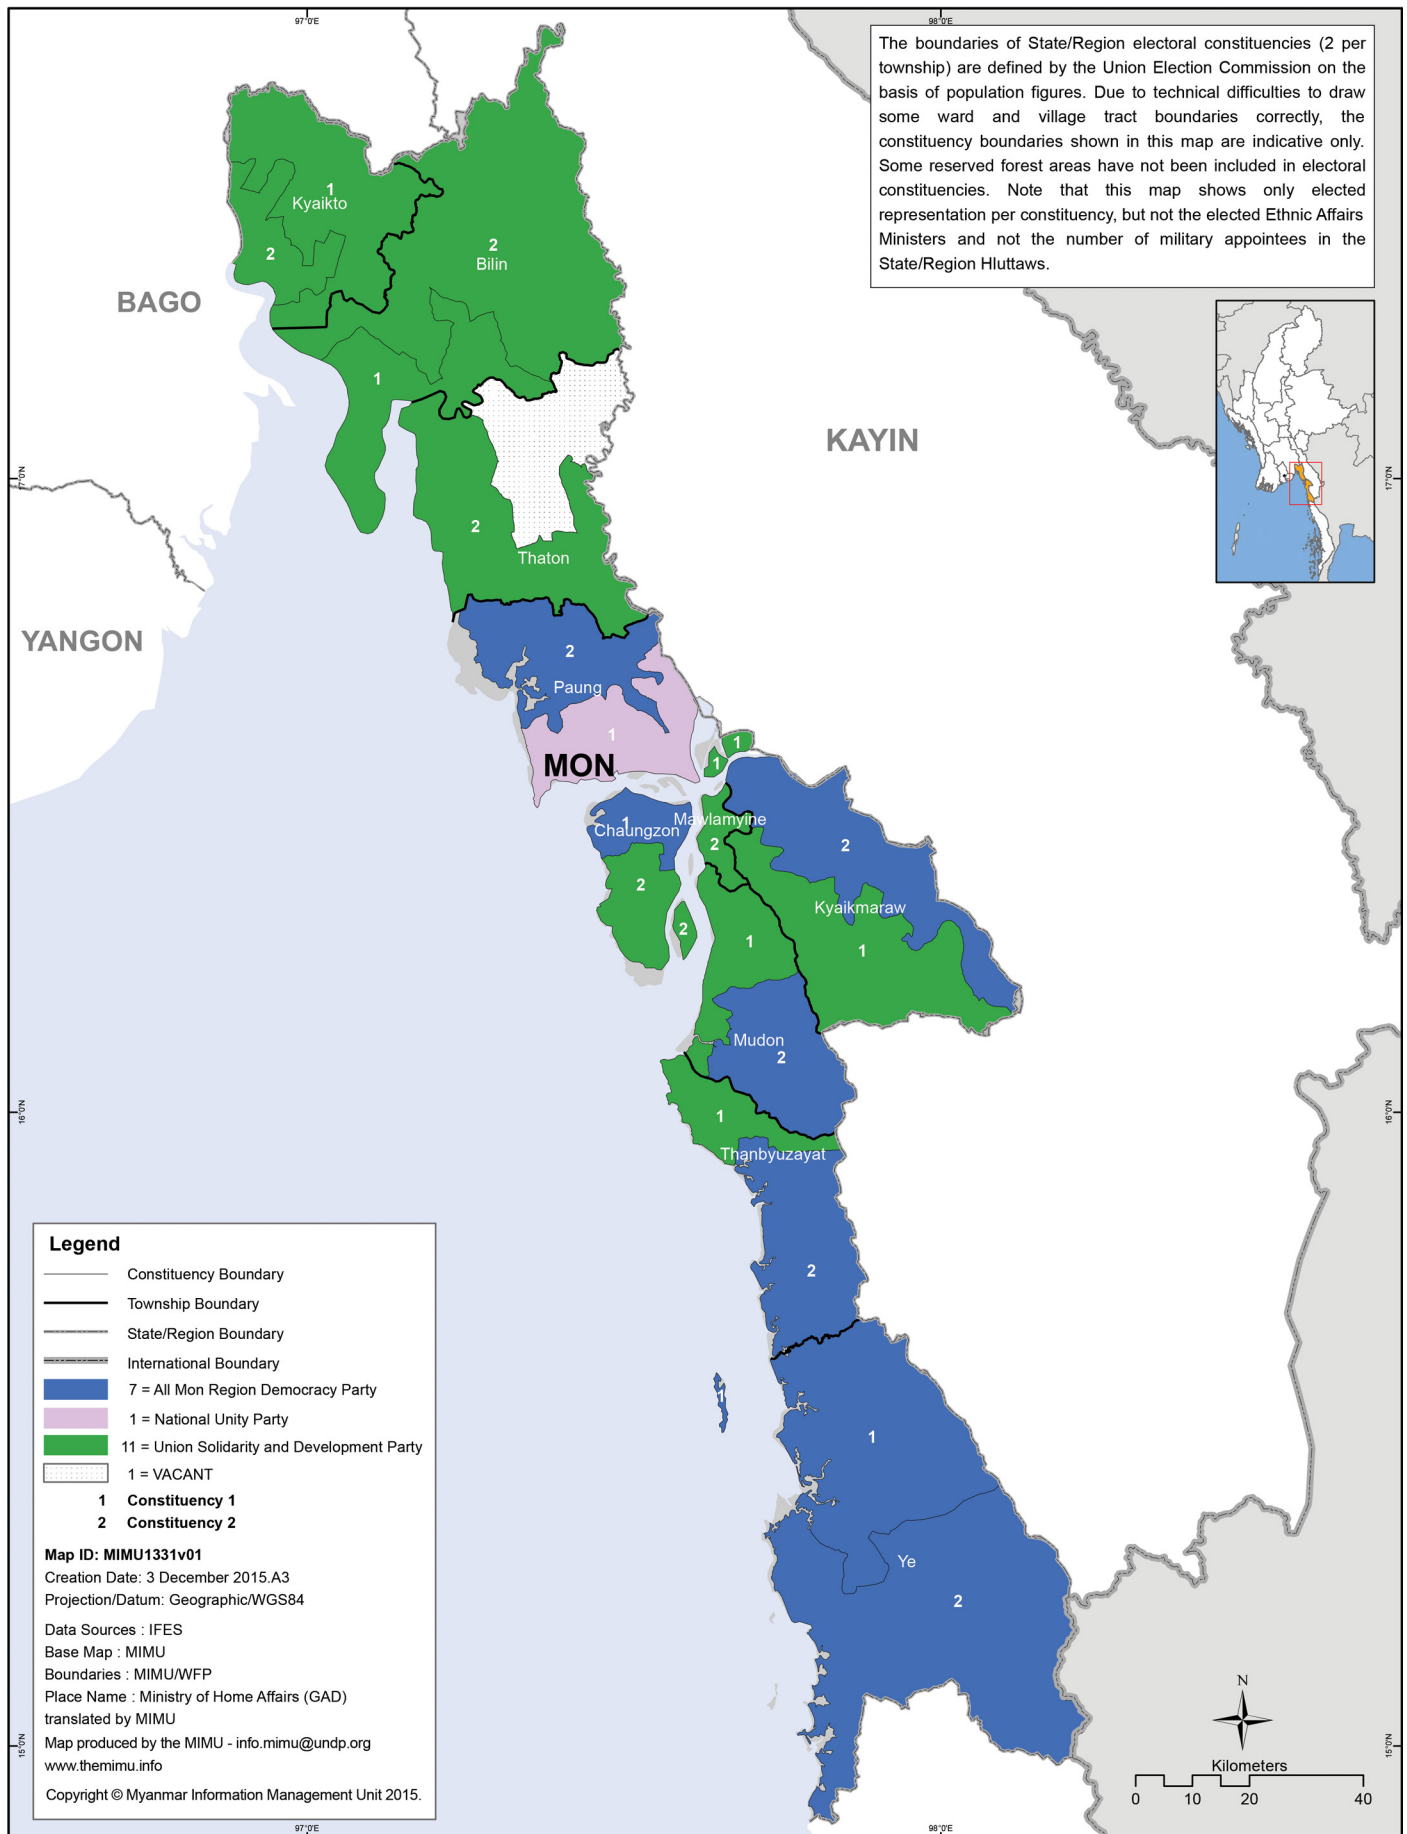 97°0'E
98°0'E
The boundaries of State/Region electoral constituencies (2 per
township) are defined by the Union Election Commission on the
basis of population figures. Due to technical difficulties to draw
some ward and village tract boundaries correctly, the
constituency boundaries shown in this map are indicative only.
Some reserved forest areas have not been included in electoral
constituencies. Note that this map shows only elected
representation per constituency, but not the elected Ethnic Affairs
Ministers and not the number of military appointees in the
State/Region Hluttaws.
1
Kyaikto
2
2
Bilin
BAGO
1
KAYIN
17°0'N
17°0'N
2
Thaton
YANGON
2
Paung
1
MON
1
1
1
Chaungzon
Mawlamyine
2
2
2
Kyaikmaraw
2
1
1
Mudon
2
16°0'N
16°0'N
1
Thanbyuzayat
2
1
1
Ye
2
Legend
Constituency Boundary
Township Boundary
State/Region Boundary
International Boundary
7 = All Mon Region Democracy Party
1 = National Unity Party
11 = Union Solidarity and Development Party
1 = VACANT
1 Constituency 1
2 Constituency 2
Map ID: MIMU1331v01
Creation Date: 3 December 2015.A3
Projection/Datum: Geographic/WGS84
Data Sources : IFES
Base Map : MIMU
Boundaries : MIMU/WFP
Place Name : Ministry of Home Affairs (GAD)
translated by MIMU
Map produced by the MIMU - info.mimu@undp.org
www.themimu.info
Copyright © Myanmar Information Management Unit 2015.
N
15°0'N
15°0'N
Kilometers
0 10 20 40
97°0'E
98°0'E